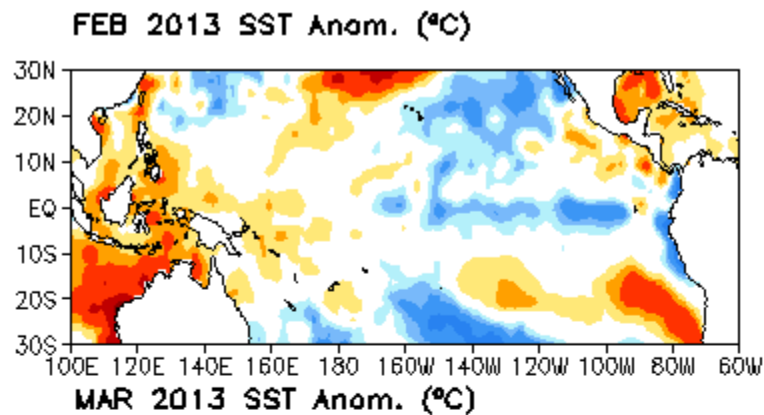 FEB 2013 SST Anom. (°C)
30N
20N
10N
EQ
10S
20S
30S
100E 120E 140E 160E 180 160W 140W 120W 100W 80W 60W
MAR 2013 SST Anom. (°C)